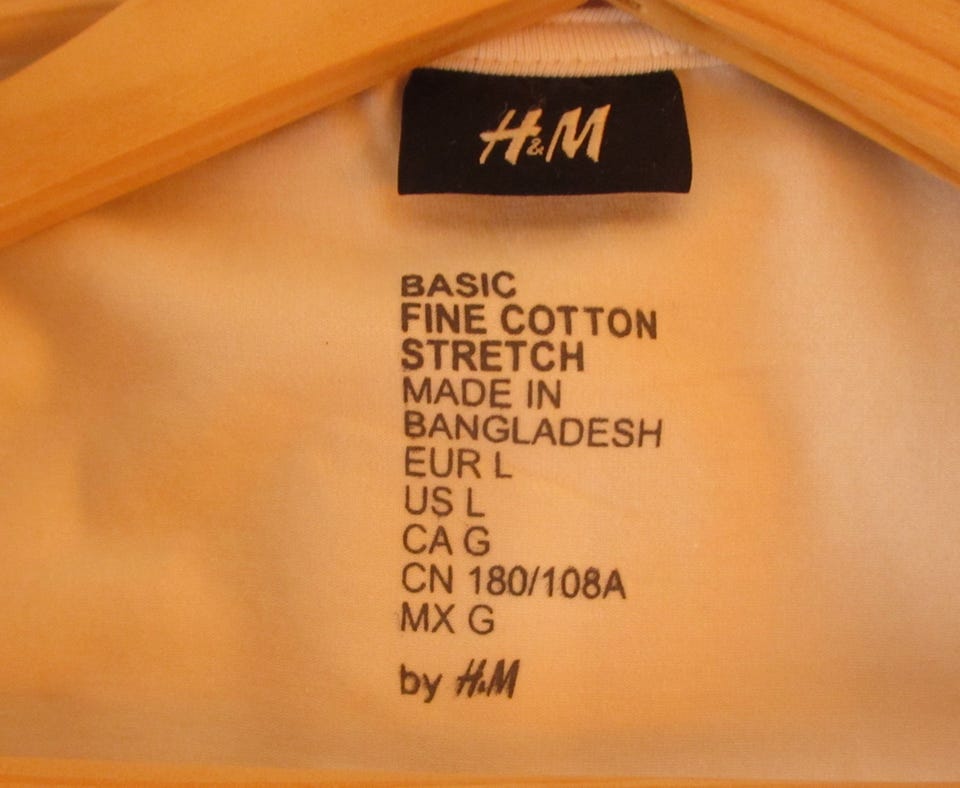 H&M
BASIC
FINE COTTON
STRETCH
MADE IN
BANGLADESH
EUR L
US L
CA G
CN 180/108A
MX G
by H&M